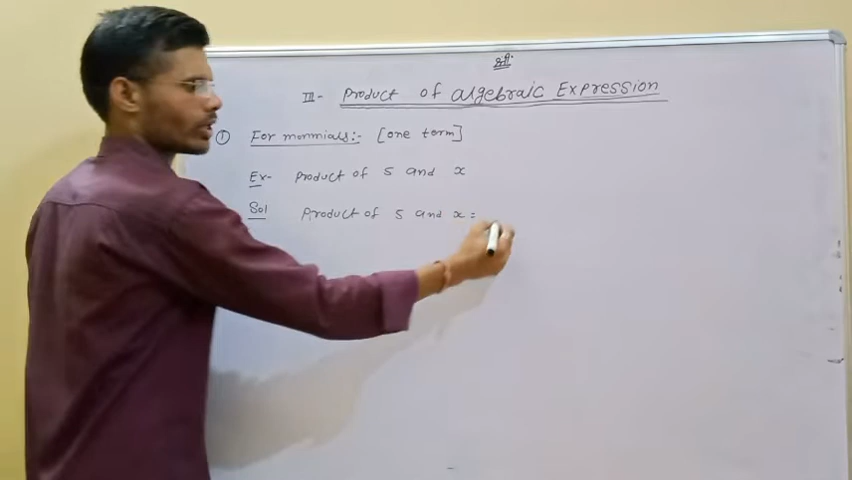 श्री
III- Product of algebraic Expression
① For monmials:- [one term]
Ex- Product of 5 and x
Sol Product of 5 and x =